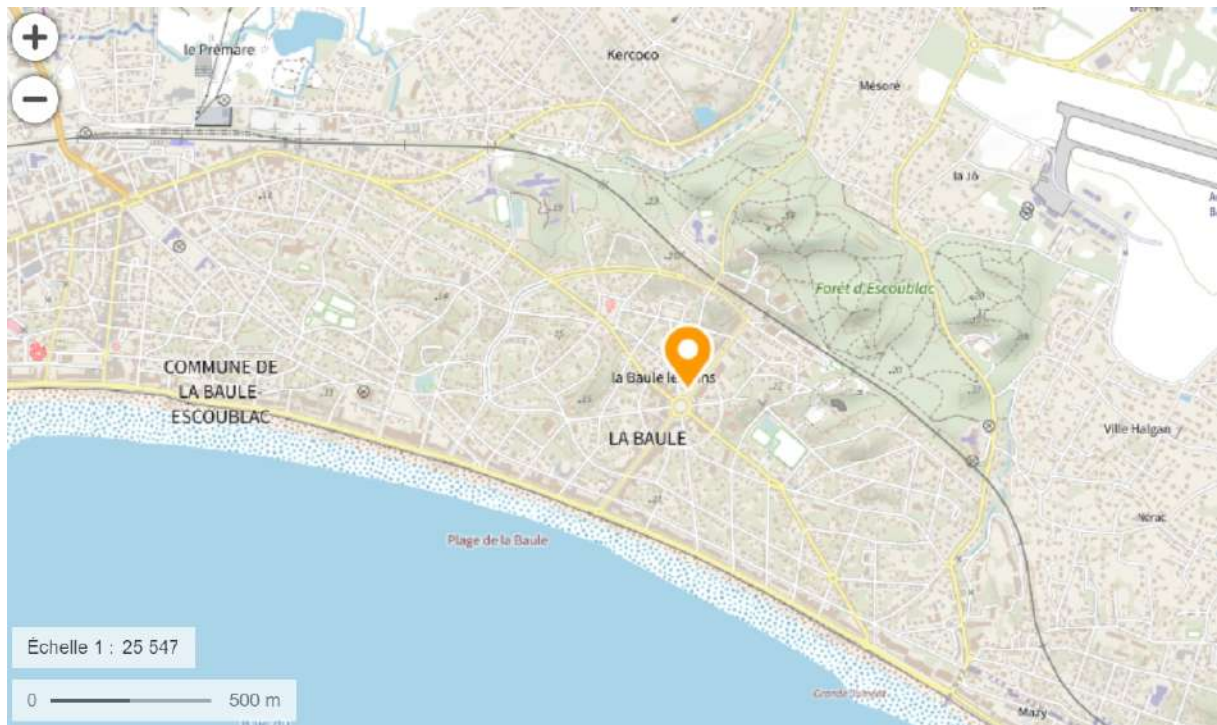 +
le Prémare
Kercoco
Mésoré
−
la Jô
Forêt d'Escoublac
COMMUNE DE
LA BAULE-
ESCOUBLAC
la Baule les
LA BAULE
Ville Halgan
Nérac
Plage de la Baule
Échelle 1 : 25 547
0 500 m
Mazy